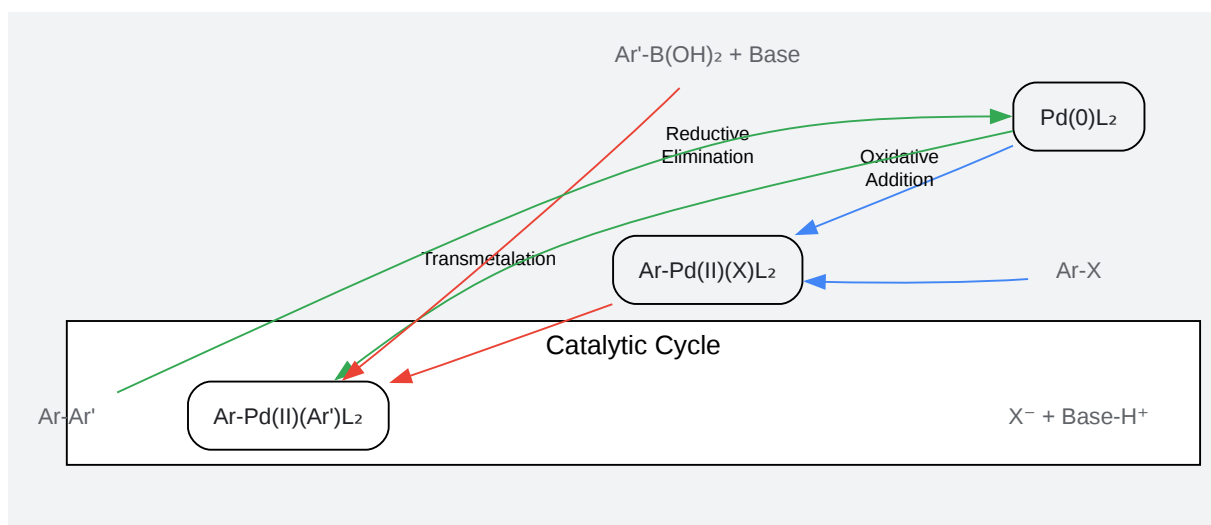 Ar'-B(OH)₂ + Base
Pd(0)L₂
Reductive
Elimination
Oxidative
Addition
Transmetalation
Ar-Pd(II)(X)L₂
Ar-X
Catalytic Cycle
Ar-Ar'
Ar-Pd(II)(Ar')L₂
X⁻ + Base-H⁺